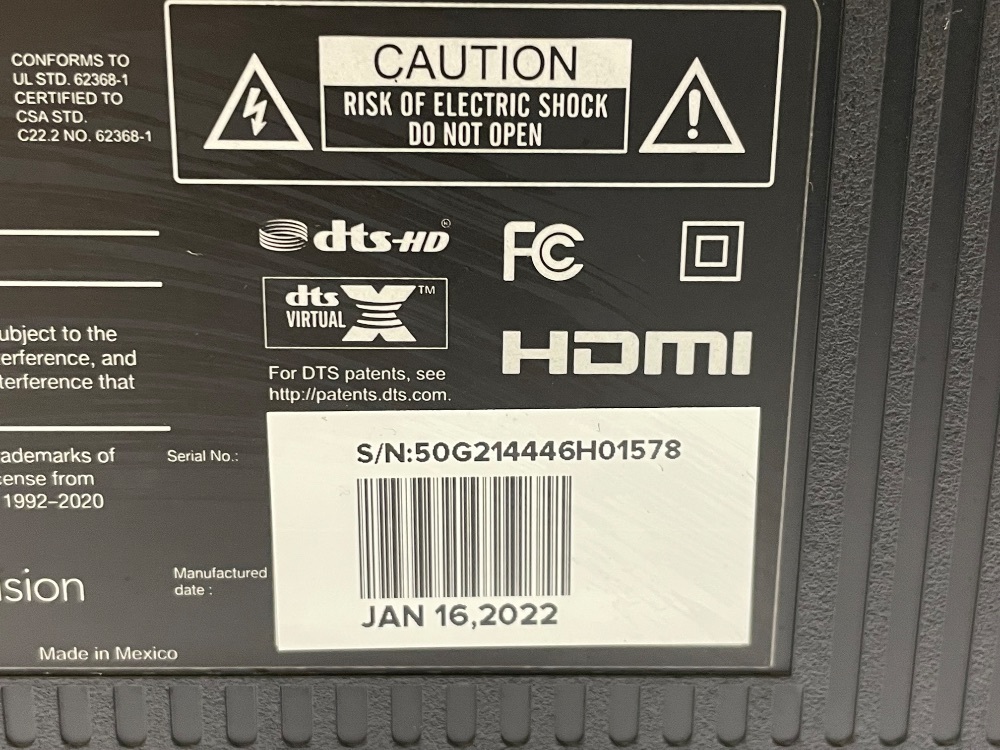 CONFORMS TO
UL STD. 62368-1
CERTIFIED TO
CSA STD.
C22.2 NO. 62368-1
CAUTION
RISK OF ELECTRIC SHOCK
DO NOT OPEN
dts-HD
FC
dts
VIRTUAL X™
HDMI
For DTS patents, see
http://patents.dts.com.
ubject to the
erference, and
terference that
ademarks of
ense from
1992–2020
Serial No.:
S/N:50G214446H01578
Manufactured
date :
JAN 16,2022
sion
Made in Mexico